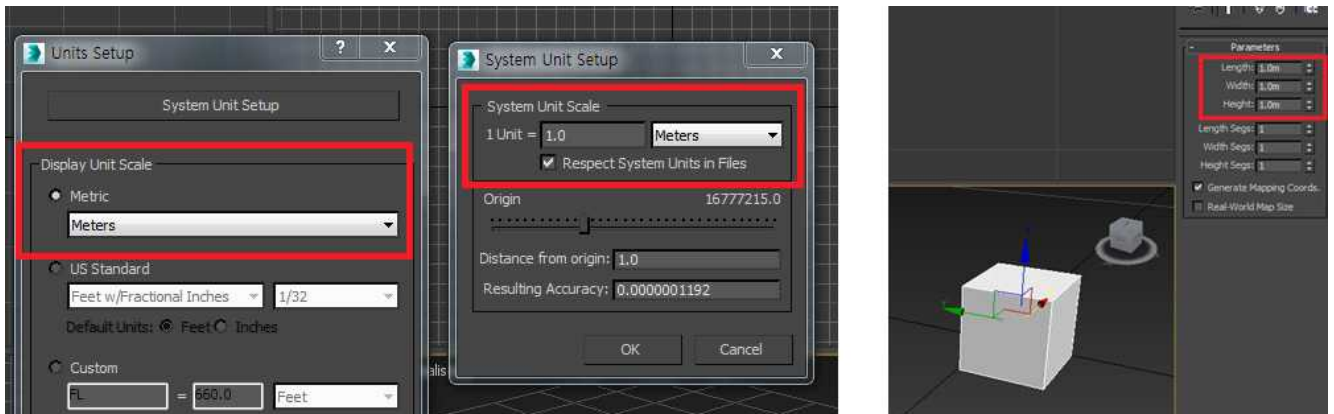 Units Setup
? X
System Unit Setup
Display Unit Scale
Metric
Meters
US Standard
Feet w/Fractional Inches
1/32
Default Units: Feet Inches
Custom
FL = 660.0 Feet
System Unit Setup
X
System Unit Scale
1 Unit = 1.0 Meters
Respect System Units in Files
Origin 16777215.0
Distance from origin: 1.0
Resulting Accuracy: 0.0000001192
OK Cancel
alis
- Parameters
Length: 1.0m
Width: 1.0m
Height: 1.0m
Length Segs: 1
Width Segs: 1
Height Segs: 1
Generate Mapping Coords.
Real-World Map Size